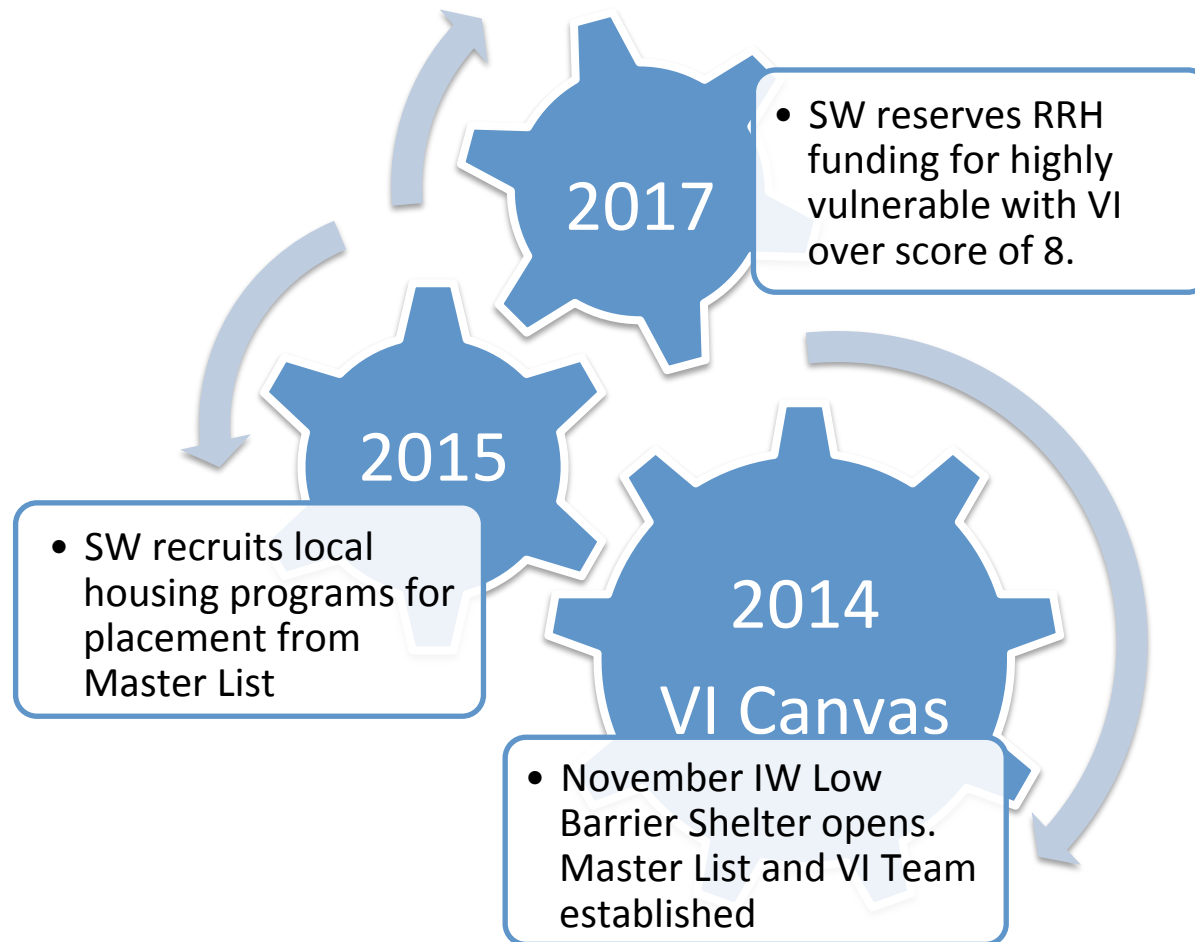 2017
• SW reserves RRH
funding for highly
vulnerable with VI
over score of 8.
2015
• SW recruits local
housing programs for
placement from
Master List
2014
VI Canvas
• November IW Low
Barrier Shelter opens.
Master List and VI Team
established